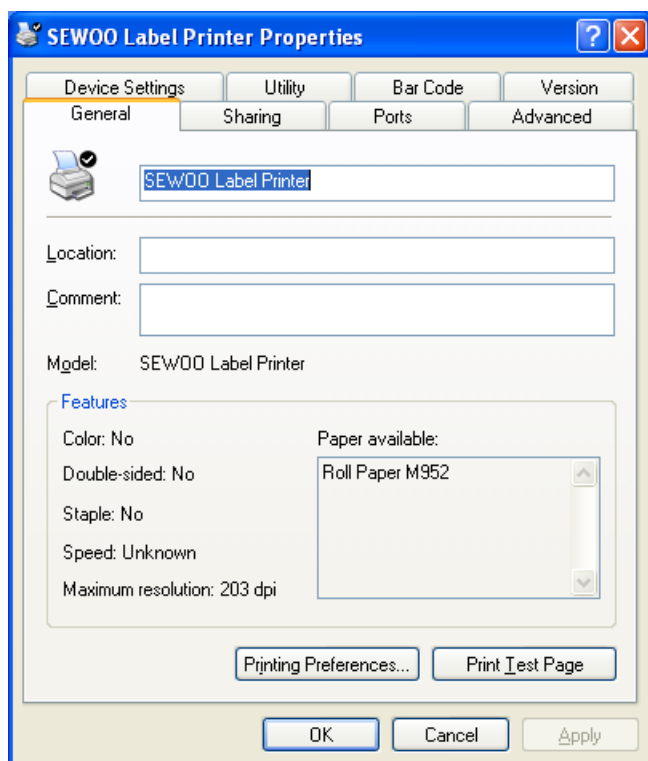 SEWOO Label Printer Properties
Device Settings Utility Bar Code Version
General Sharing Ports Advanced
SEWOO Label Printer
Location:
Comment:
Model: SEWOO Label Printer
Features
Color: No Paper available:
Double-sided: No Roll Paper M952
Staple: No
Speed: Unknown
Maximum resolution: 203 dpi
Printing Preferences... Print Test Page
OK Cancel Apply